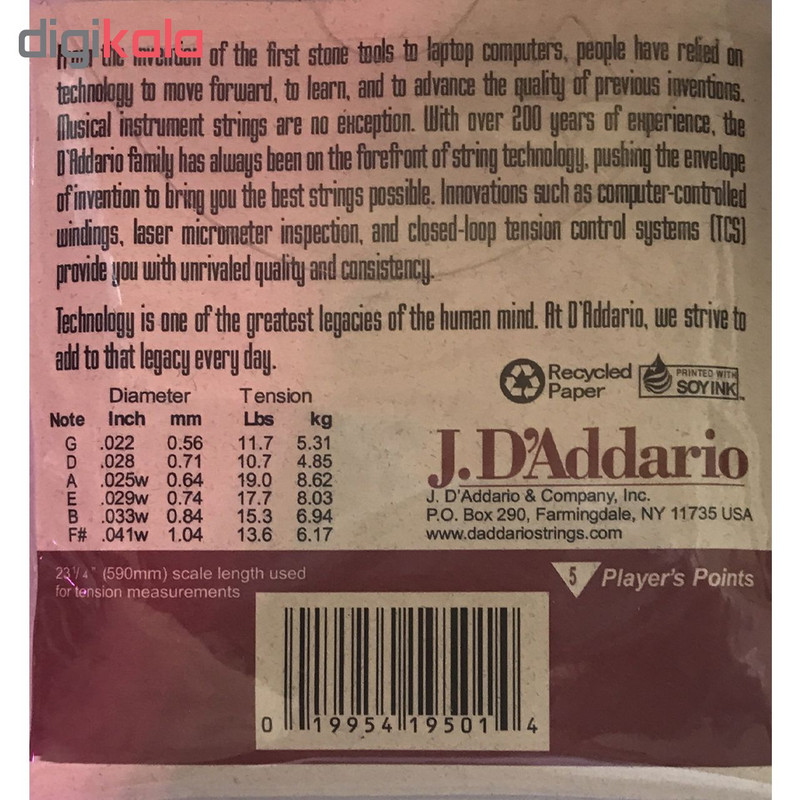 digikala
From the invention of the first stone tools to laptop computers, people have relied on
technology to move forward, to learn, and to advance the quality of previous inventions.
Musical instrument strings are no exception. With over 200 years of experience, the
D'Addario family has always been on the forefront of string technology, pushing the envelope
of invention to bring you the best strings possible. Innovations such as computer-controlled
windings, laser micrometer inspection, and closed-loop tension control systems (TCS)
provide you with unrivaled quality and consistency.
Technology is one of the greatest legacies of the human mind. At D'Addario, we strive to
add to that legacy every day.
Recycled
Paper
PRINTED WITH
SOY INK
Diameter Tension
Note Inch mm Lbs kg
G .022 0.56 11.7 5.31
D .028 0.71 10.7 4.85
A .025w 0.64 19.0 8.62
E .029w 0.74 17.7 8.03
B .033w 0.84 15.3 6.94
F# .041w 1.04 13.6 6.17
J. D'Addario
J. D'Addario & Company, Inc.
P.O. Box 290, Farmingdale, NY 11735 USA
www.daddariostrings.com
23 1/4" (590mm) scale length used
for tension measurements
5 Player's Points
0 19954 19501 4